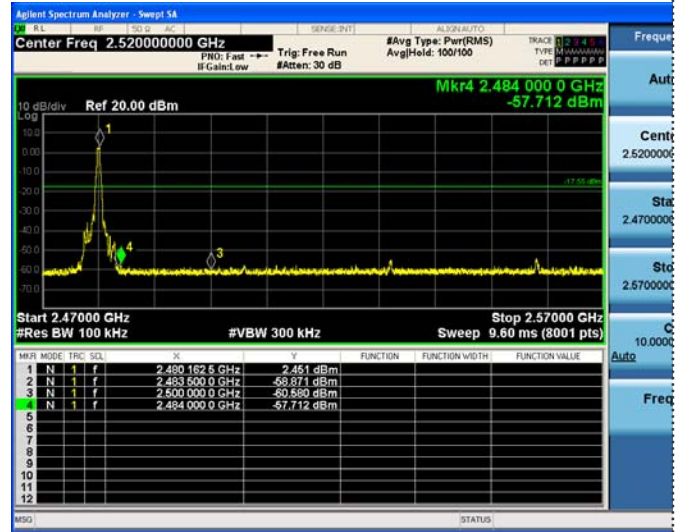 Agilent Spectrum Analyzer - Swept SA
RL RF 50 Ω AC SENSE:INT ALIGNAUTO
Center Freq 2.520000000 GHz
PNO: Fast
IFGain:Low
Trig: Free Run
#Atten: 30 dB
#Avg Type: Pwr(RMS)
Avg|Held: 100/100
TRACE 1 2 3 4 5 6
TYPE M W W W W W
DET P P P P P P
Mkr4 2.484 000 0 GHz
-57.712 dBm
10 dB/div Ref 20.00 dBm
Log
10.0
0.00
-10.0
-20.0
-30.0
-40.0
-50.0
-60.0
-70.0
1
4
3
-17.55 dBm
Start 2.47000 GHz Stop 2.57000 GHz
#Res BW 100 kHz #VBW 300 kHz Sweep 9.60 ms (8001 pts)
MKR MODE TRC SCL X Y FUNCTION FUNCTION WIDTH FUNCTION VALUE
1 N 1 f 2.480 162 5 GHz 2.451 dBm
2 N 1 f 2.483 500 0 GHz -58.871 dBm
3 N 1 f 2.500 000 0 GHz -60.580 dBm
4 N 1 f 2.484 000 0 GHz -57.712 dBm
5
6
7
8
9
10
11
12
MSG STATUS
Freque
Aut
Cent
2.5200000
Sta
2.4700000
Sto
2.5700000
C
10.0000
Auto
Freq